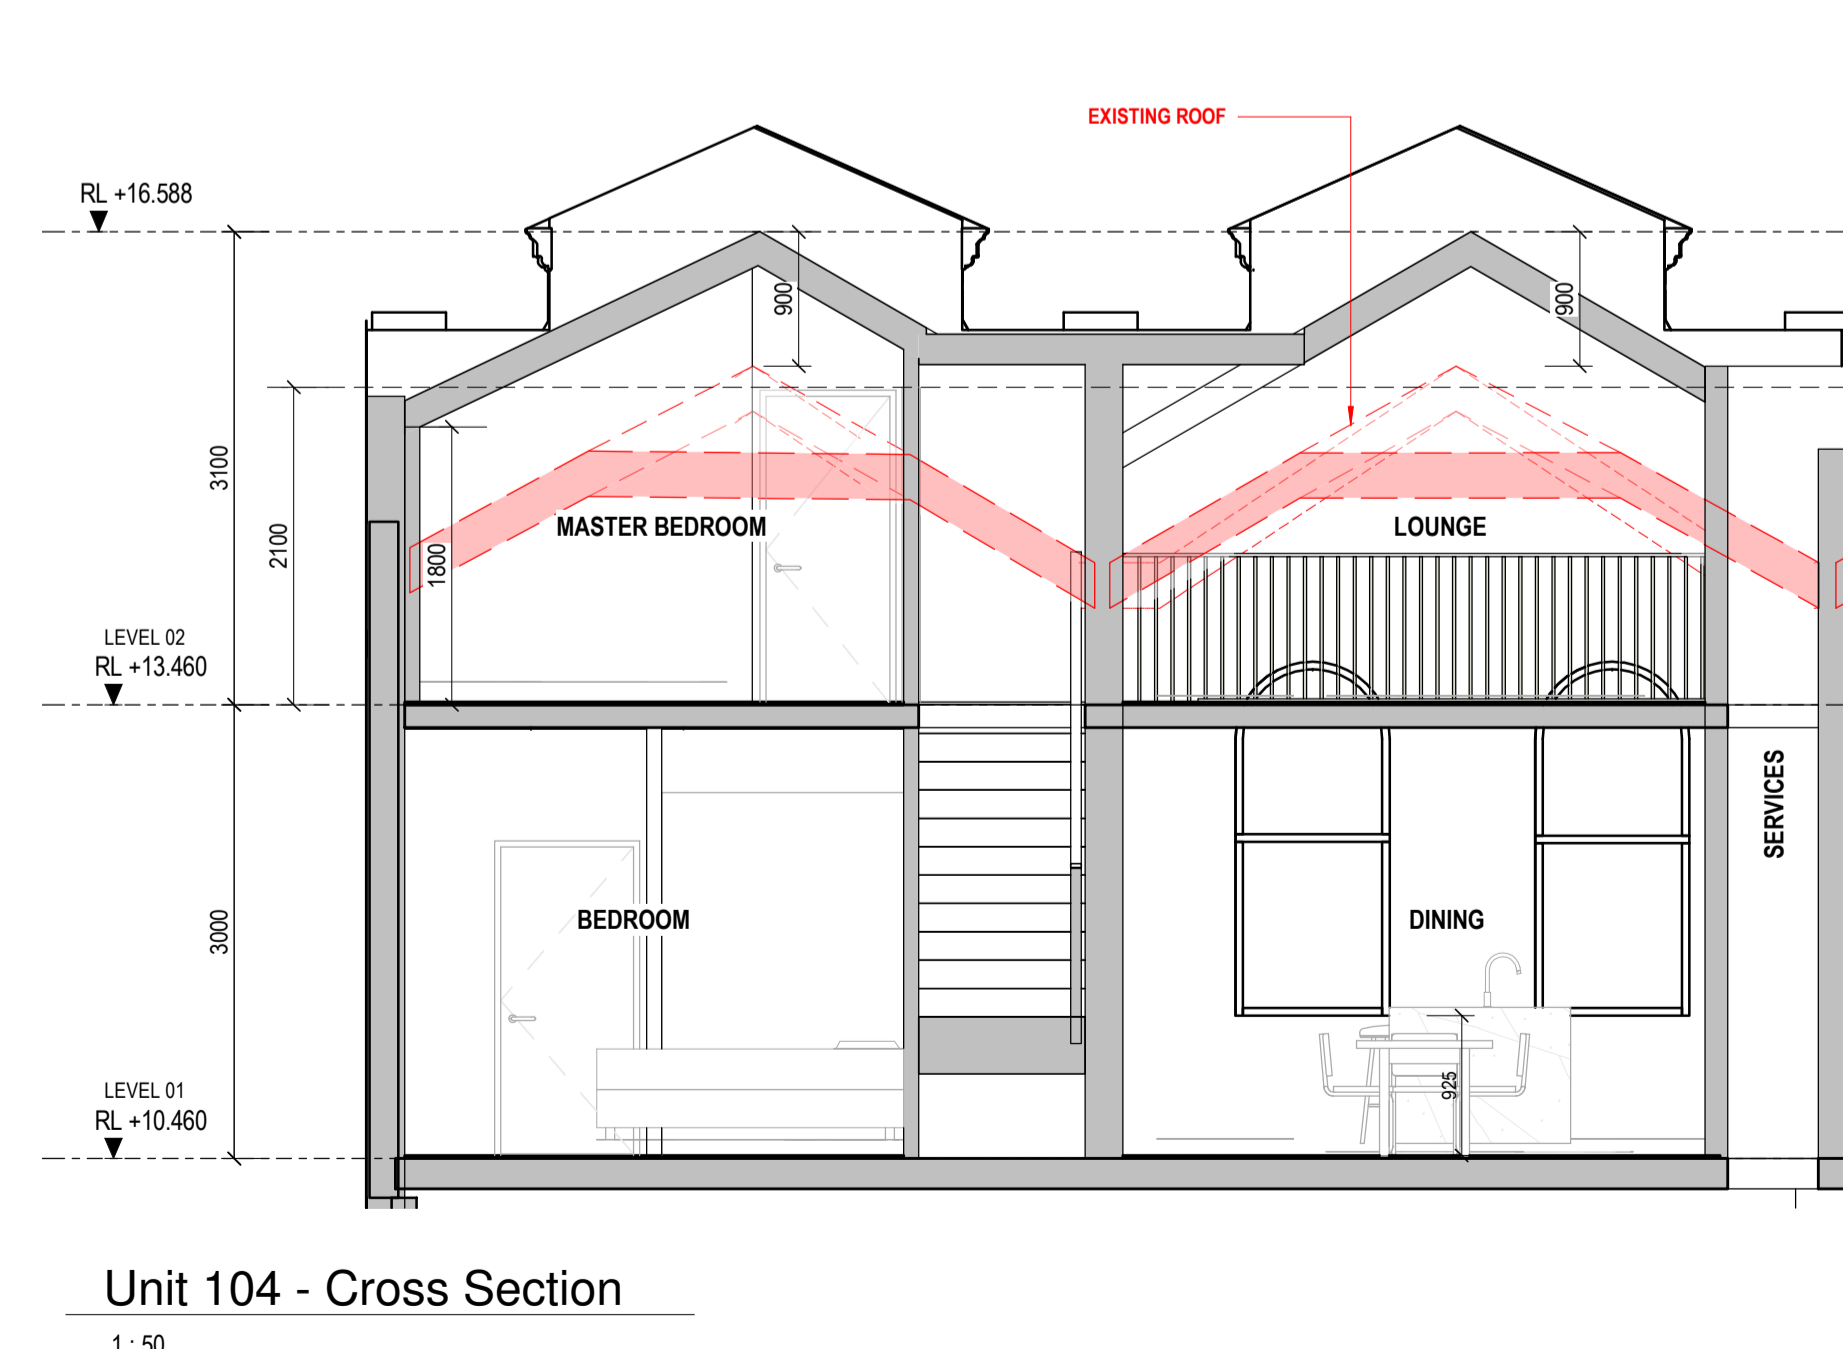 EXISTING ROOF
RL +16.588
900
900
3100
2100
1800
MASTER BEDROOM
LOUNGE
LEVEL 02
RL +13.460
SERVICES
3000
BEDROOM
DINING
925
LEVEL 01
RL +10.460
Unit 104 - Cross Section
1 : 50